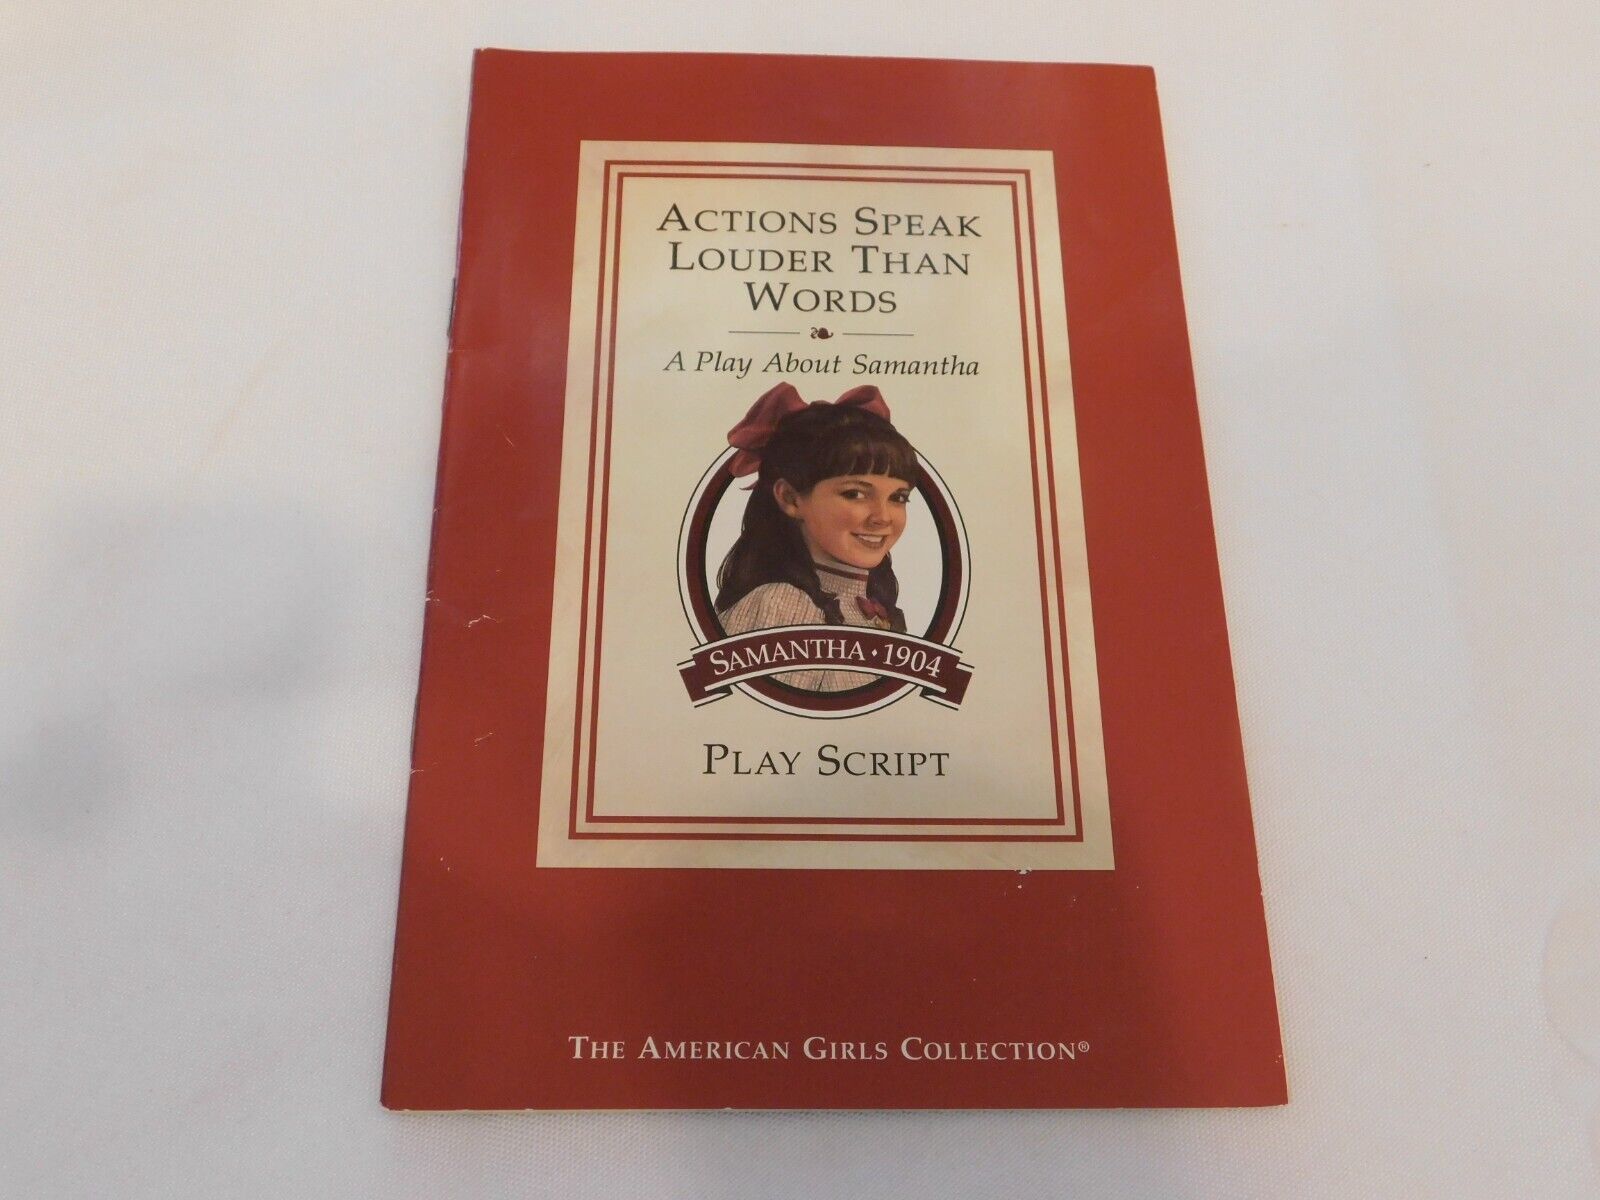 ACTIONS SPEAK
LOUDER THAN
WORDS
A Play About Samantha
SAMANTHA • 1904
PLAY SCRIPT
THE AMERICAN GIRLS COLLECTION®